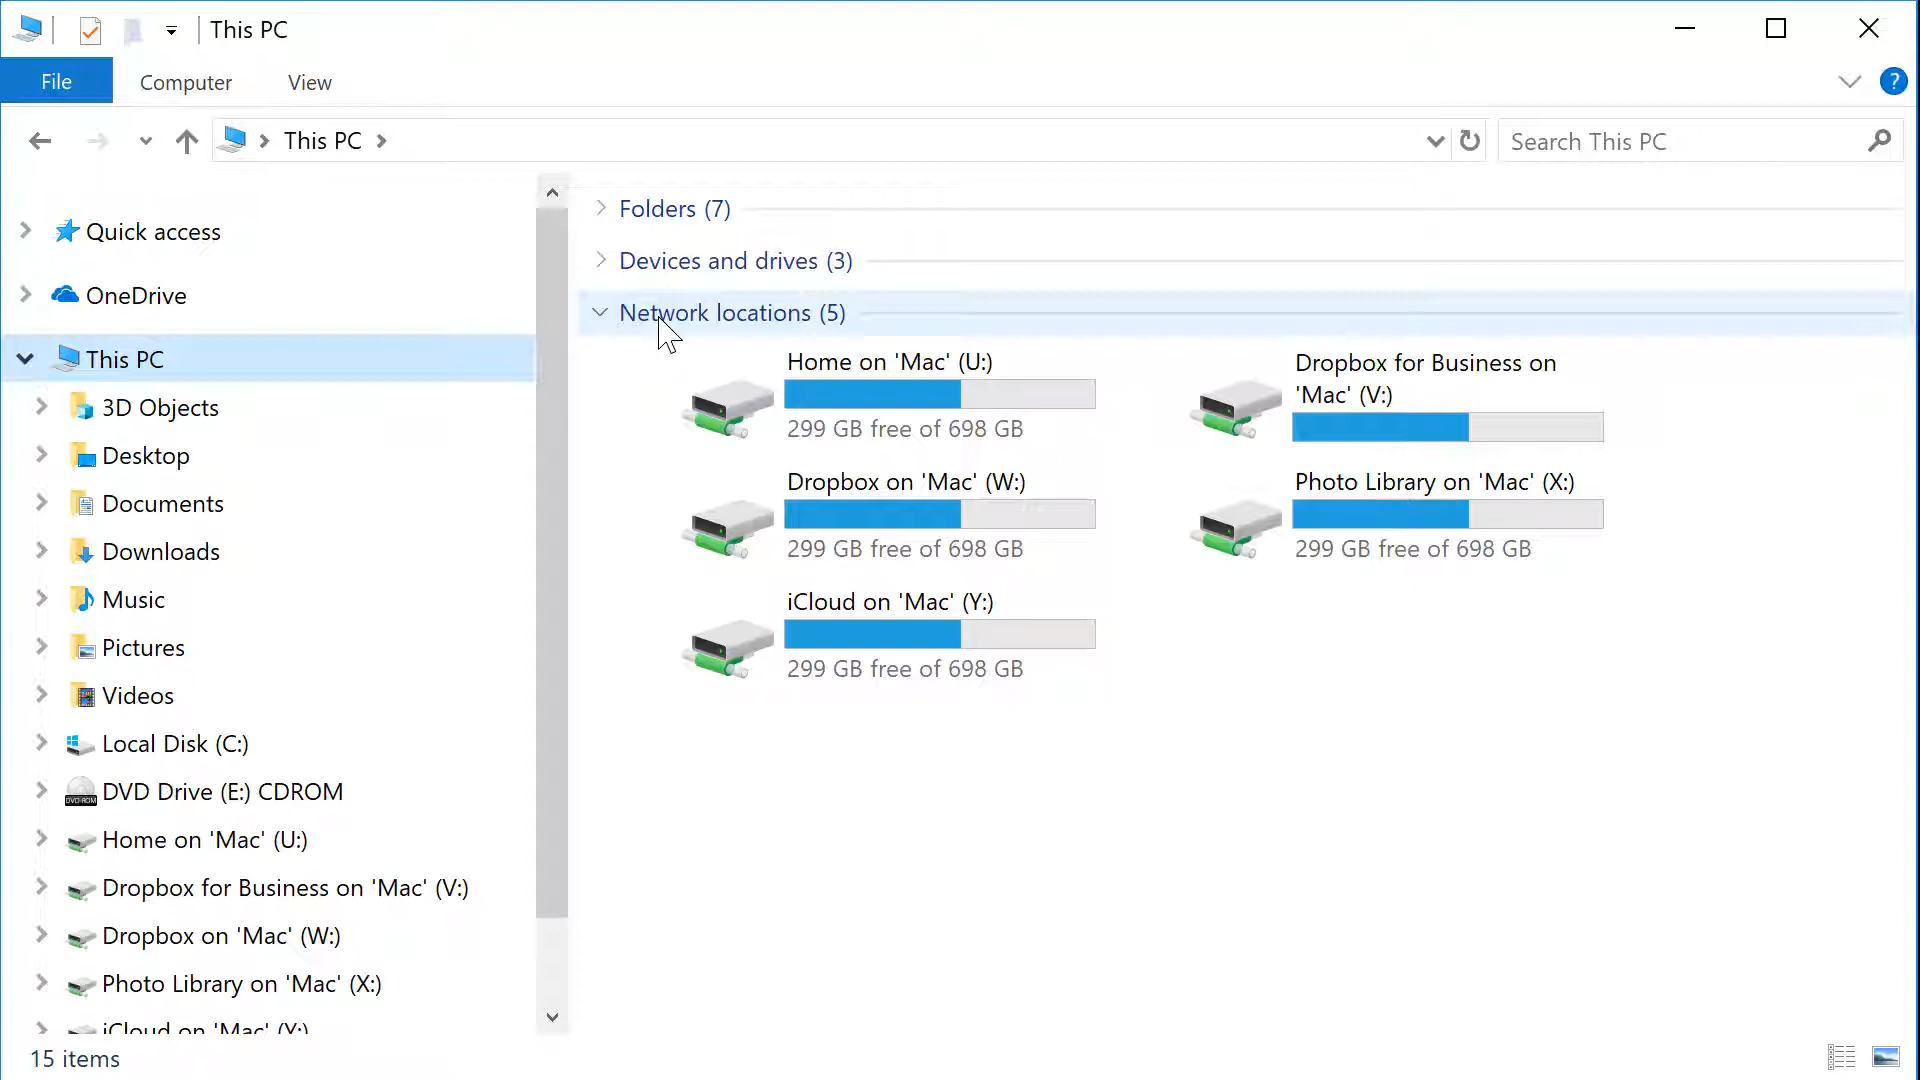 This PC
File
Computer
View
?
This PC
Search This PC
Quick access
OneDrive
This PC
3D Objects
Desktop
Documents
Downloads
Music
Pictures
Videos
Local Disk (C:)
DVD Drive (E:) CDROM
Home on 'Mac' (U:)
Dropbox for Business on 'Mac' (V:)
Dropbox on 'Mac' (W:)
Photo Library on 'Mac' (X:)
iCloud on 'Mac' (Y:)
Folders (7)
Devices and drives (3)
Network locations (5)
Home on 'Mac' (U:)
299 GB free of 698 GB
Dropbox for Business on
'Mac' (V:)
Dropbox on 'Mac' (W:)
299 GB free of 698 GB
Photo Library on 'Mac' (X:)
299 GB free of 698 GB
iCloud on 'Mac' (Y:)
299 GB free of 698 GB
15 items